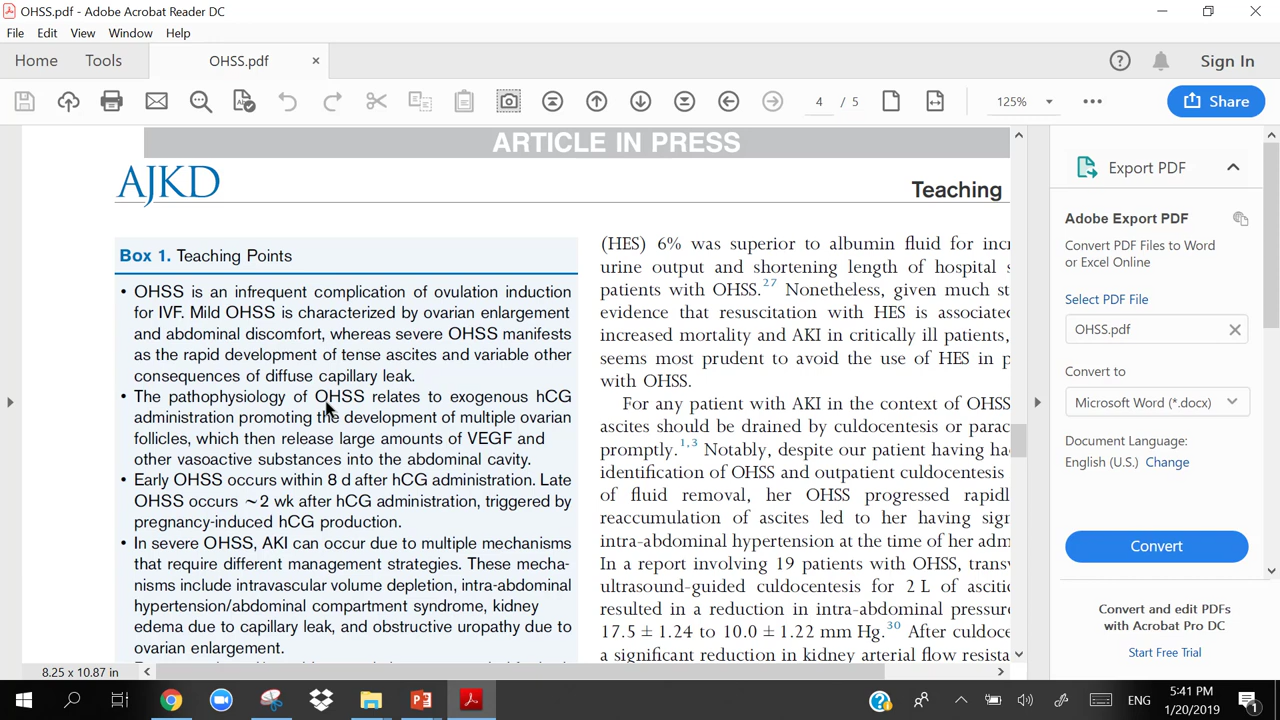 OHSS.pdf - Adobe Acrobat Reader DC
File Edit View Window Help
Home Tools OHSS.pdf × Sign In
4 / 5 125% Share
ARTICLE IN PRESS
AJKD
Teaching
Box 1. Teaching Points
• OHSS is an infrequent complication of ovulation induction
for IVF. Mild OHSS is characterized by ovarian enlargement
and abdominal discomfort, whereas severe OHSS manifests
as the rapid development of tense ascites and variable other
consequences of diffuse capillary leak.
• The pathophysiology of OHSS relates to exogenous hCG
administration promoting the development of multiple ovarian
follicles, which then release large amounts of VEGF and
other vasoactive substances into the abdominal cavity.
• Early OHSS occurs within 8 d after hCG administration. Late
OHSS occurs ~2 wk after hCG administration, triggered by
pregnancy-induced hCG production.
• In severe OHSS, AKI can occur due to multiple mechanisms
that require different management strategies. These mecha-
nisms include intravascular volume depletion, intra-abdominal
hypertension/abdominal compartment syndrome, kidney
edema due to capillary leak, and obstructive uropathy due to
ovarian enlargement.
(HES) 6% was superior to albumin fluid for incr
urine output and shortening length of hospital s
patients with OHSS.27 Nonetheless, given much st
evidence that resuscitation with HES is associate
increased mortality and AKI in critically ill patients,
seems most prudent to avoid the use of HES in p
with OHSS.
For any patient with AKI in the context of OHSS
ascites should be drained by culdocentesis or parac
promptly.1,3 Notably, despite our patient having ha
identification of OHSS and outpatient culdocentesis
of fluid removal, her OHSS progressed rapidl
reaccumulation of ascites led to her having sign
intra-abdominal hypertension at the time of her adm
In a report involving 19 patients with OHSS, transv
ultrasound-guided culdocentesis for 2 L of asciti
resulted in a reduction in intra-abdominal pressure
17.5 ± 1.24 to 10.0 ± 1.22 mm Hg.30 After culdoce
a significant reduction in kidney arterial flow resista
Export PDF
Adobe Export PDF
Convert PDF Files to Word
or Excel Online
Select PDF File
OHSS.pdf
Convert to
Microsoft Word (*.docx)
Document Language:
English (U.S.) Change
Convert
Convert and edit PDFs
with Acrobat Pro DC
Start Free Trial
8.25 x 10.87 in
ENG
5:41 PM
1/20/2019
1